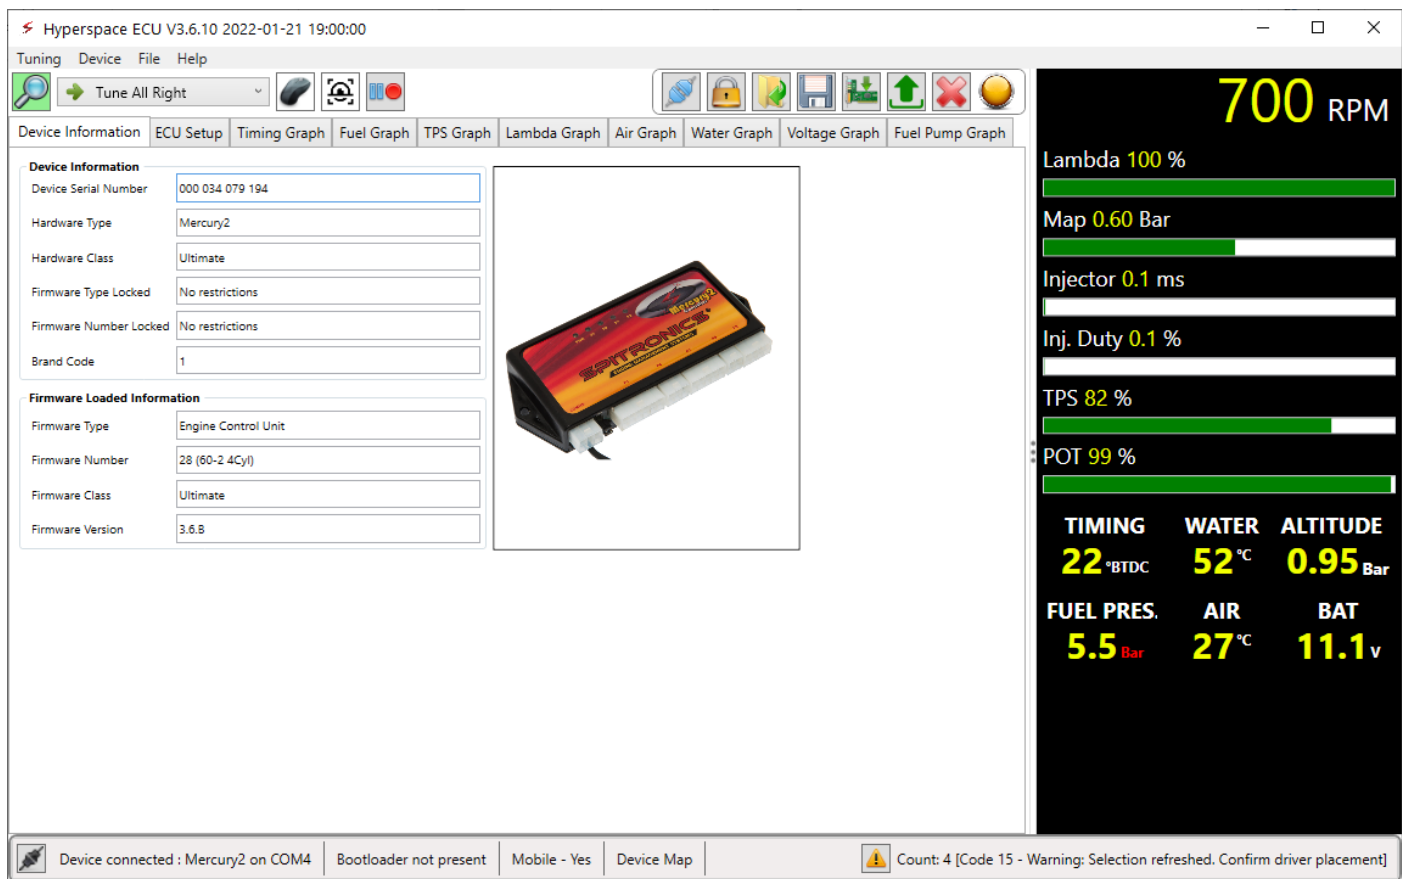 Hyperspace ECU V3.6.10 2022-01-21 19:00:00
Tuning Device File Help
Tune All Right
Device Information ECU Setup Timing Graph Fuel Graph TPS Graph Lambda Graph Air Graph Water Graph Voltage Graph Fuel Pump Graph
Device Information
Device Serial Number 000 034 079 194
Hardware Type Mercury2
Hardware Class Ultimate
Firmware Type Locked No restrictions
Firmware Number Locked No restrictions
Brand Code 1
Firmware Loaded Information
Firmware Type Engine Control Unit
Firmware Number 28 (60-2 4Cyl)
Firmware Class Ultimate
Firmware Version 3.6.B
Mercury2
SPITRONICS
700 RPM
Lambda 100 %
Map 0.60 Bar
Injector 0.1 ms
Inj. Duty 0.1 %
TPS 82 %
POT 99 %
TIMING WATER ALTITUDE
22 °BTDC 52 °C 0.95 Bar
FUEL PRES. AIR BAT
5.5 Bar 27 °C 11.1 V
Device connected : Mercury2 on COM4 Bootloader not present Mobile - Yes Device Map Count: 4 [Code 15 - Warning: Selection refreshed. Confirm driver placement]